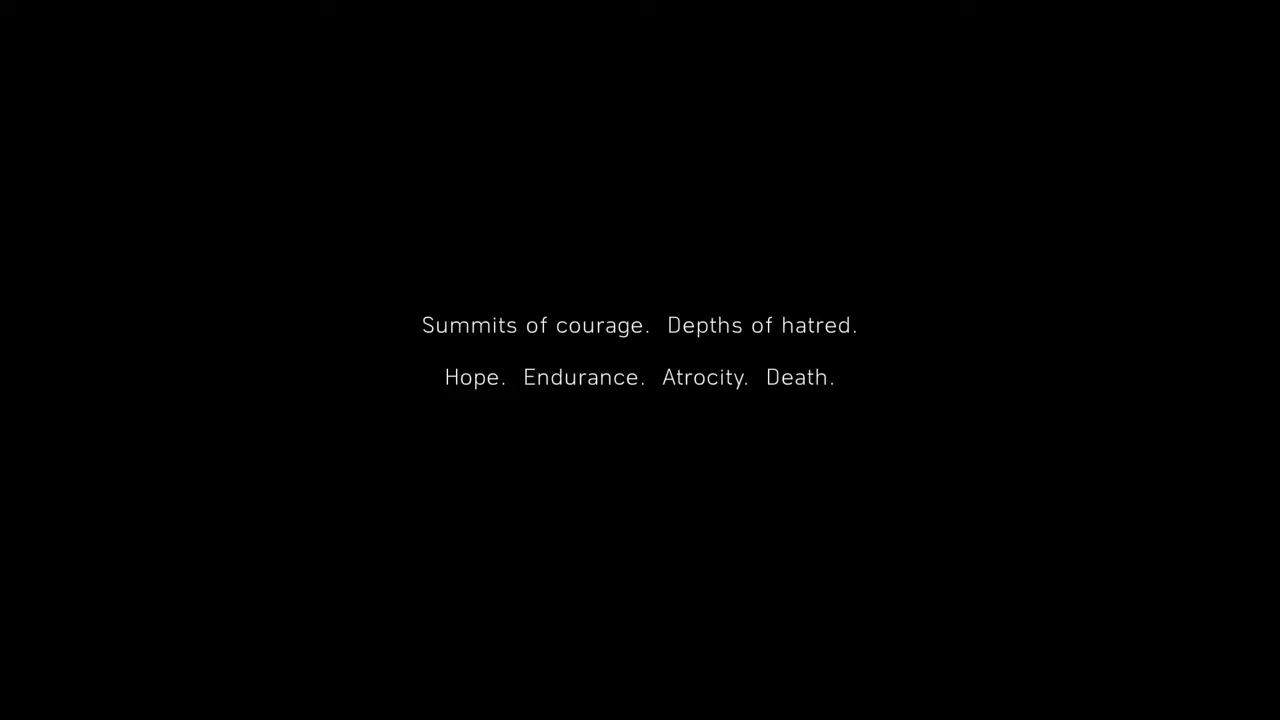 Summits of courage.  Depths of hatred.
Hope.  Endurance.  Atrocity.  Death.